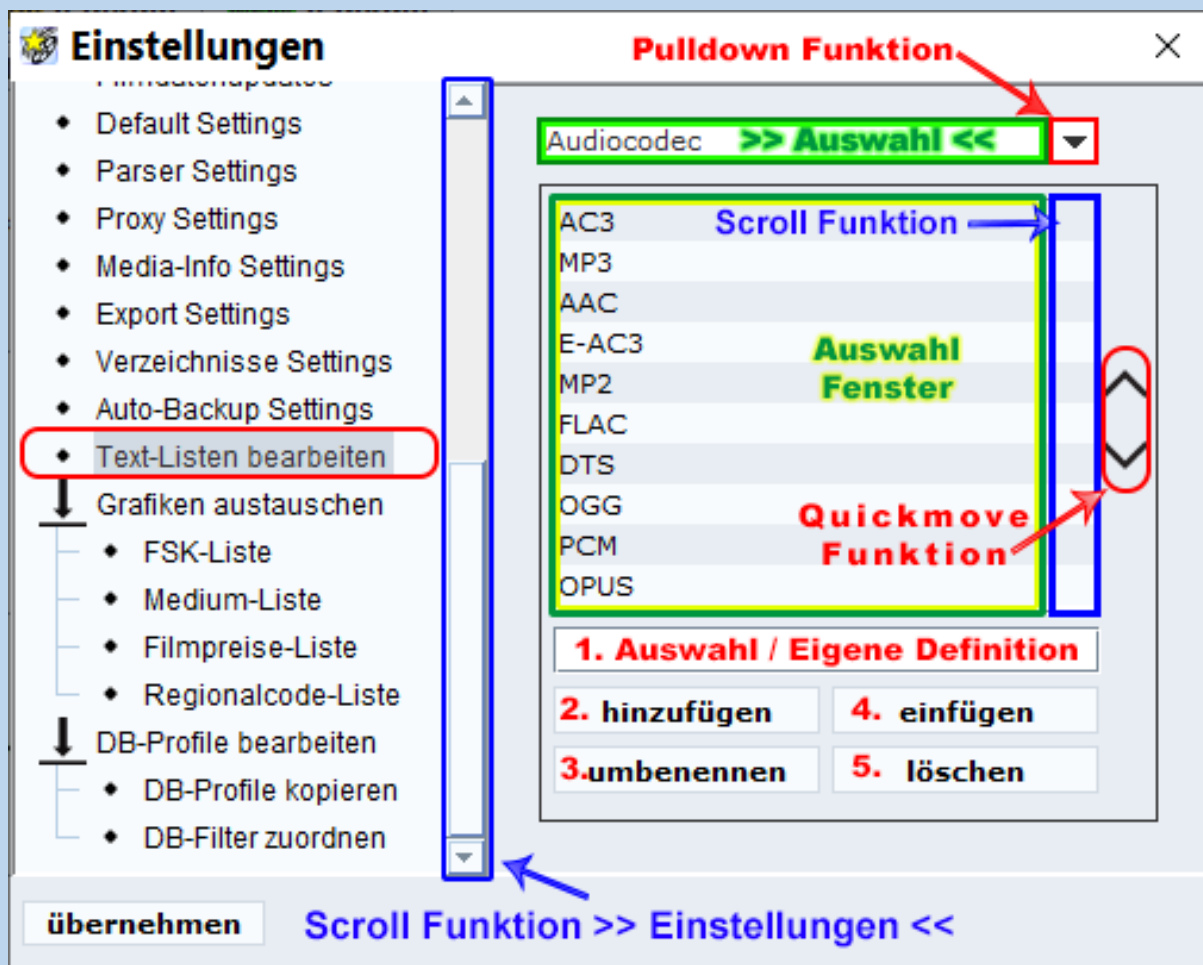 Einstellungen
Pulldown Funktion
Default Settings
Parser Settings
Proxy Settings
Media-Info Settings
Export Settings
Verzeichnisse Settings
Auto-Backup Settings
Text-Listen bearbeiten
Grafiken austauschen
FSK-Liste
Medium-Liste
Filmpreise-Liste
Regionalcode-Liste
DB-Profile bearbeiten
DB-Profile kopieren
DB-Filter zuordnen
Audiocodec >> Auswahl <<
AC3
Scroll Funktion
MP3
AAC
E-AC3
MP2
FLAC
DTS
OGG
PCM
OPUS
Auswahl
Fenster
Quickmove
Funktion
1. Auswahl / Eigene Definition
2. hinzufügen
4. einfügen
3. umbenennen
5. löschen
übernehmen
Scroll Funktion >> Einstellungen <<